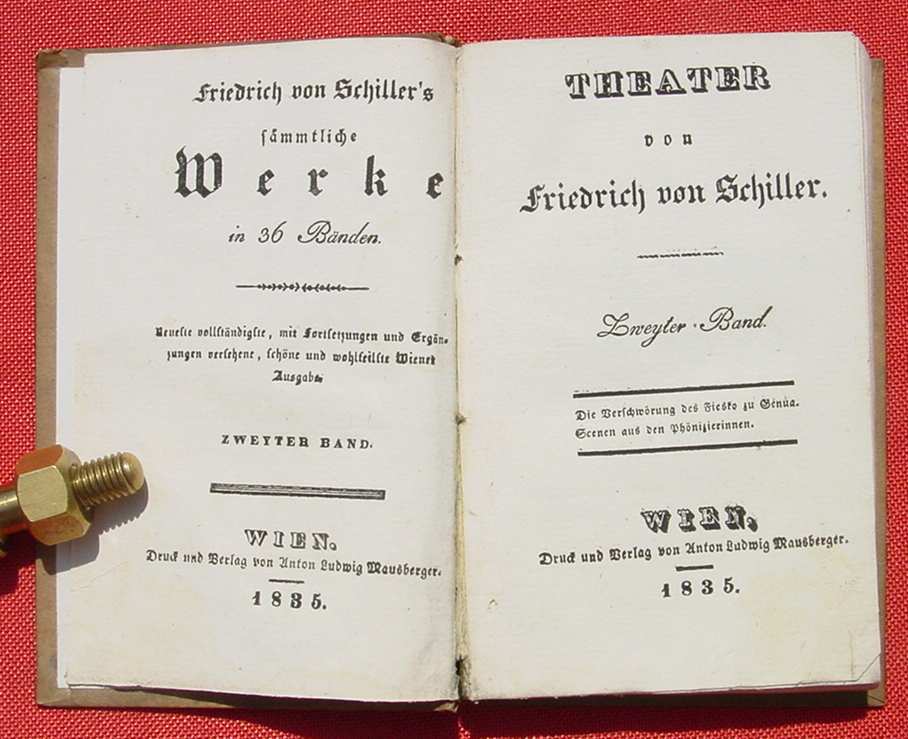 Friedrich von Schiller's
sämmtliche
Werke
in 36 Bänden.
Neueste vollständigste, mit Fortsetzungen und Ergän-
zungen versehene, schöne und wohlfeilste Wiener
Ausgabe.
ZWEYTER BAND.
WIEN.
Druck und Verlag von Anton Ludwig Mausberger.
1835.
THEATER
von
Friedrich von Schiller.
Zweyter Band.
Die Verschwörung des Fiesko zu Genua.
Scenen aus den Phönizierinnen.
WIEN,
Druck und Verlag von Anton Ludwig Mausberger.
1835.